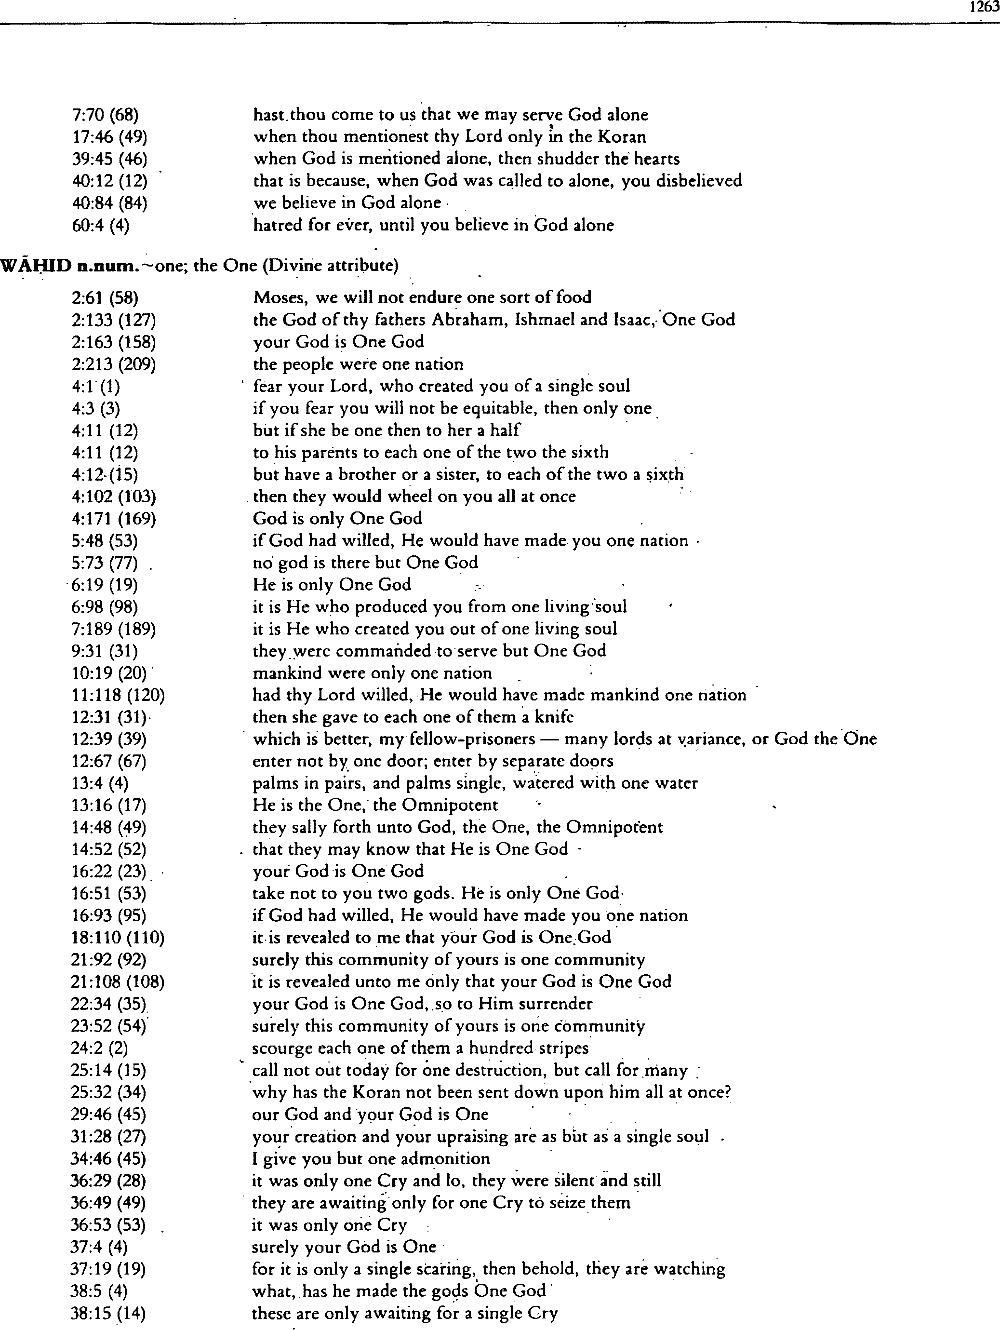 1263
7:70 (68) hast thou come to us that we may serve God alone
17:46 (49) when thou mentionest thy Lord only in the Koran
39:45 (46) when God is mentioned alone, then shudder the hearts
40:12 (12) that is because, when God was called to alone, you disbelieved
40:84 (84) we believe in God alone
60:4 (4) hatred for ever, until you believe in God alone
WĀḤID n.num.~one; the One (Divine attribute)
2:61 (58) Moses, we will not endure one sort of food
2:133 (127) the God of thy fathers Abraham, Ishmael and Isaac, One God
2:163 (158) your God is One God
2:213 (209) the people were one nation
4:1 (1) fear your Lord, who created you of a single soul
4:3 (3) if you fear you will not be equitable, then only one
4:11 (12) but if she be one then to her a half
4:11 (12) to his parents to each one of the two the sixth
4:12 (15) but have a brother or a sister, to each of the two a sixth
4:102 (103) then they would wheel on you all at once
4:171 (169) God is only One God
5:48 (53) if God had willed, He would have made you one nation
5:73 (77) no god is there but One God
6:19 (19) He is only One God
6:98 (98) it is He who produced you from one living soul
7:189 (189) it is He who created you out of one living soul
9:31 (31) they were commanded to serve but One God
10:19 (20) mankind were only one nation
11:118 (120) had thy Lord willed, He would have made mankind one nation
12:31 (31) then she gave to each one of them a knife
12:39 (39) which is better, my fellow-prisoners — many lords at variance, or God the One
12:67 (67) enter not by one door; enter by separate doors
13:4 (4) palms in pairs, and palms single, watered with one water
13:16 (17) He is the One, the Omnipotent
14:48 (49) they sally forth unto God, the One, the Omnipotent
14:52 (52) that they may know that He is One God
16:22 (23) your God is One God
16:51 (53) take not to you two gods. He is only One God
16:93 (95) if God had willed, He would have made you one nation
18:110 (110) it is revealed to me that your God is One God
21:92 (92) surely this community of yours is one community
21:108 (108) it is revealed unto me only that your God is One God
22:34 (35) your God is One God, so to Him surrender
23:52 (54) surely this community of yours is one community
24:2 (2) scourge each one of them a hundred stripes
25:14 (15) call not out today for one destruction, but call for many
25:32 (34) why has the Koran not been sent down upon him all at once?
29:46 (45) our God and your God is One
31:28 (27) your creation and your upraising are as but as a single soul
34:46 (45) I give you but one admonition
36:29 (28) it was only one Cry and lo, they were silent and still
36:49 (49) they are awaiting only for one Cry to seize them
36:53 (53) it was only one Cry
37:4 (4) surely your God is One
37:19 (19) for it is only a single scaring, then behold, they are watching
38:5 (4) what, has he made the gods One God
38:15 (14) these are only awaiting for a single Cry